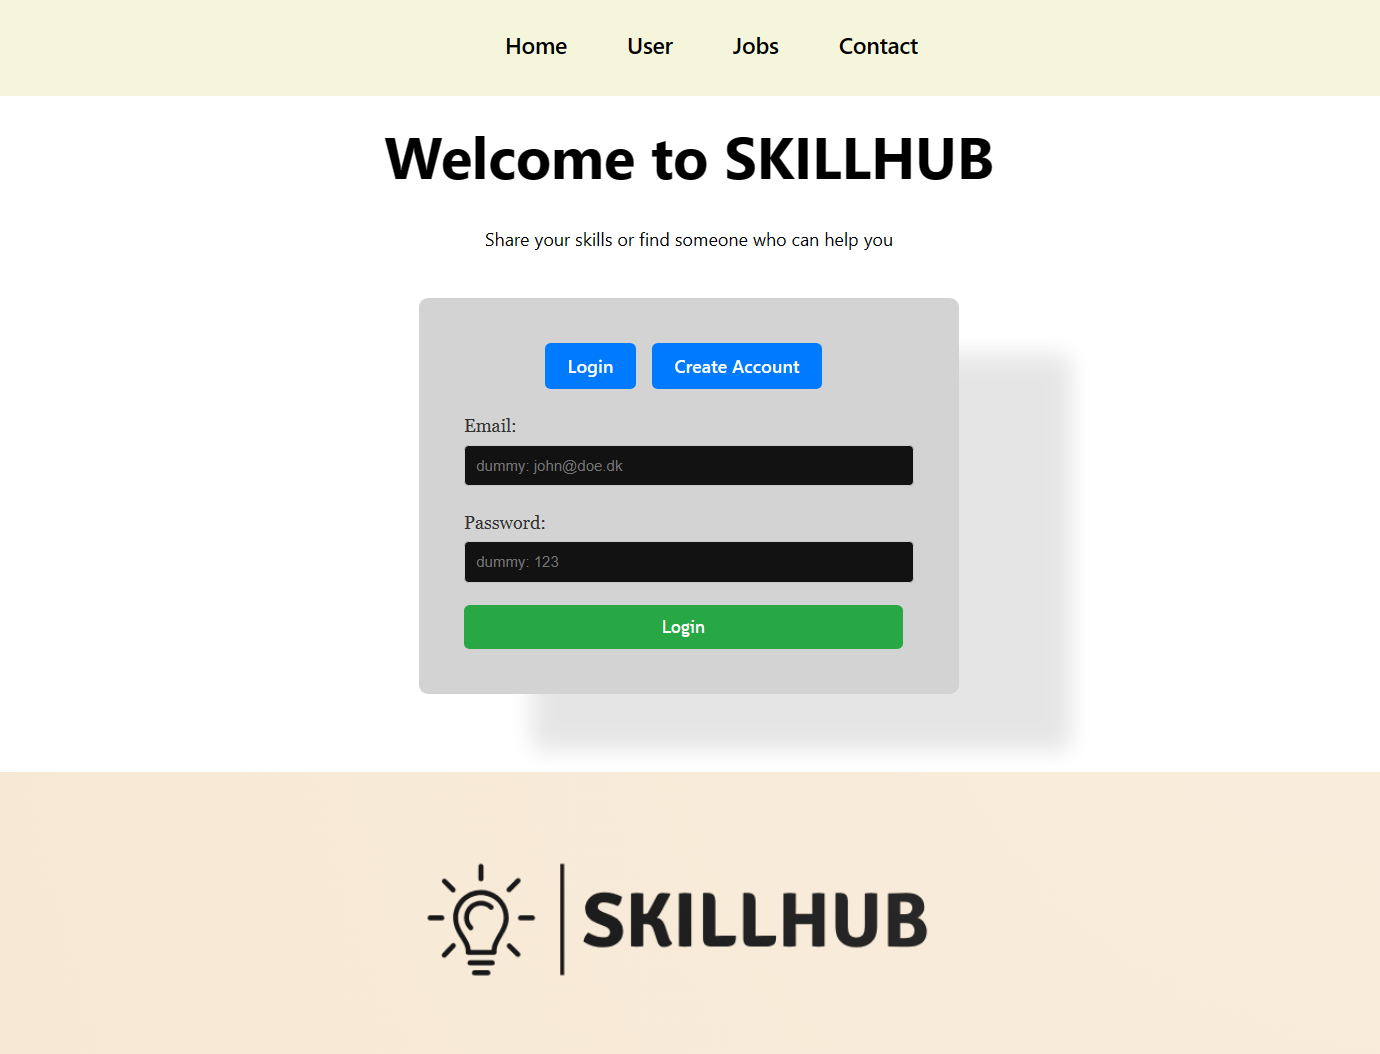 Home User Jobs Contact
Welcome to SKILLHUB
Share your skills or find someone who can help you
Login Create Account
Email:
dummy: john@doe.dk
Password:
dummy: 123
Login
SKILLHUB